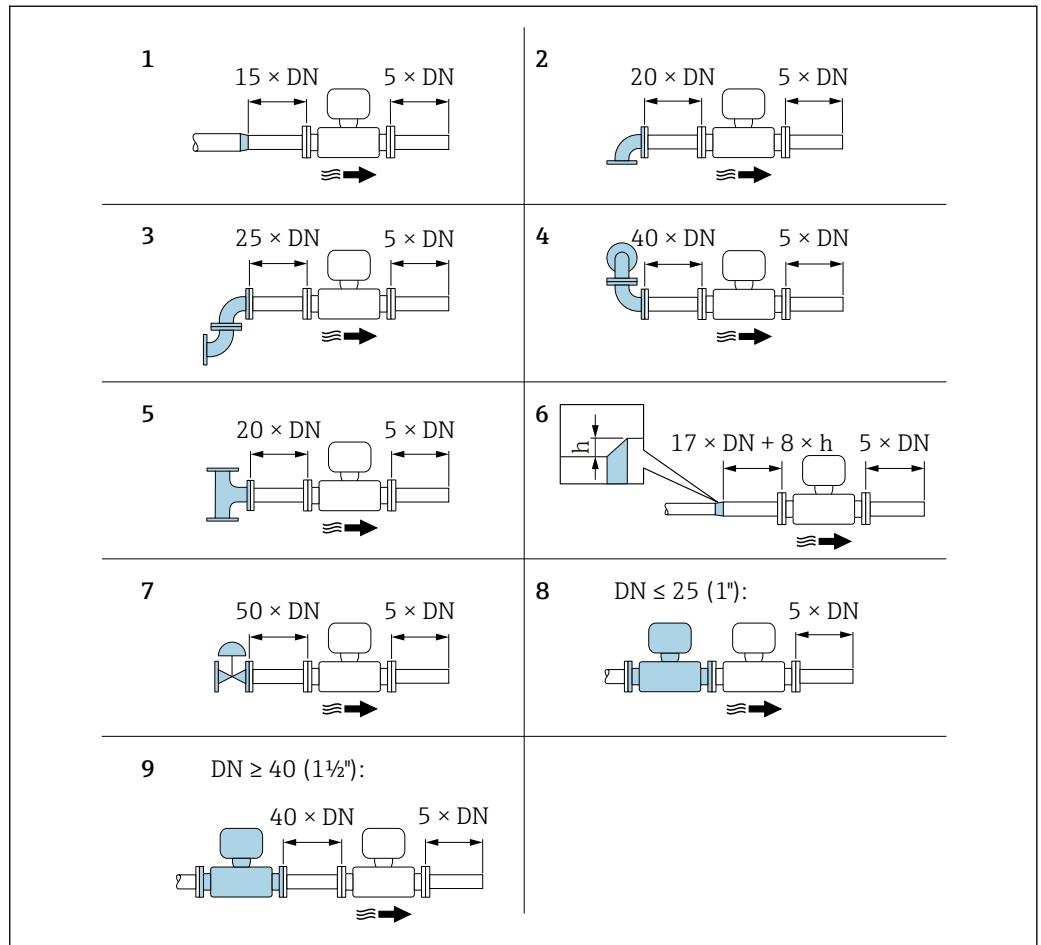 1
15 × DN 5 × DN
2
20 × DN 5 × DN
3
25 × DN 5 × DN
4
40 × DN 5 × DN
5
20 × DN 5 × DN
6
h
17 × DN + 8 × h 5 × DN
7
50 × DN 5 × DN
8 DN ≤ 25 (1"):
5 × DN
9 DN ≥ 40 (1½"):
40 × DN 5 × DN